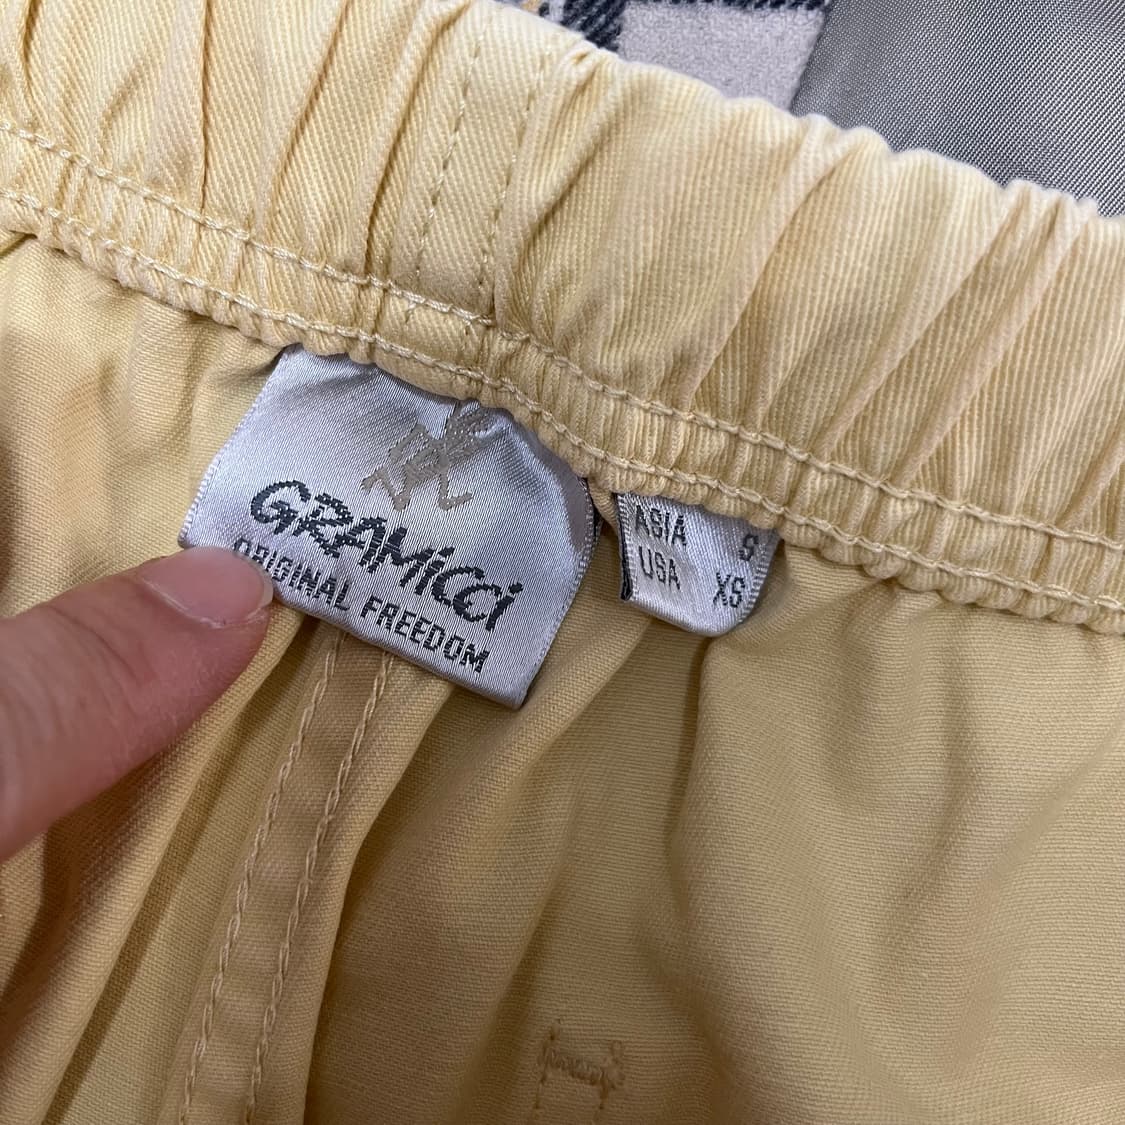 GRAMiCCi
ORIGINAL FREEDOM
ASIA S
USA XS